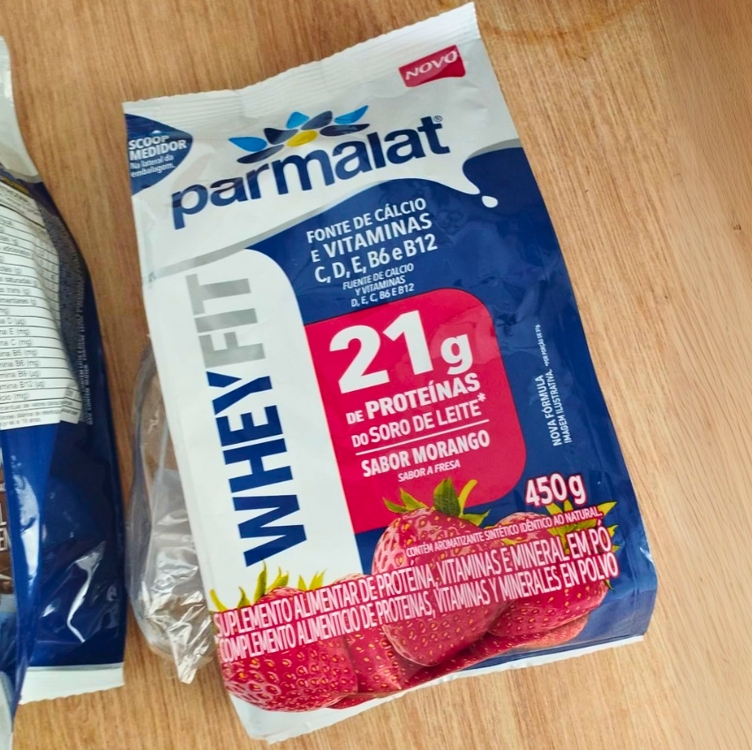 NOVO
SCOOP
MEDIDOR
Na lateral da
embalagem.
parmalat®
FONTE DE CÁLCIO
E VITAMINAS
C, D, E, B6 e B12
FUENTE DE CALCIO
Y VITAMINAS
D, E, C, B6 E B12
WHEYFIT
21g
DE PROTEÍNAS
DO SORO DE LEITE*
SABOR MORANGO
SABOR A FRESA
NOVA FÓRMULA.
IMAGEM ILUSTRATIVA.
450g
CONTÉM AROMATIZANTE SINTÉTICO IDÊNTICO AO NATURAL.
SUPLEMENTO ALIMENTAR DE PROTEÍNA, VITAMINAS E MINERAL EM PÓ
COMPLEMENTO ALIMENTICIO DE PROTEINAS, VITAMINAS Y MINERALES EN POLVO